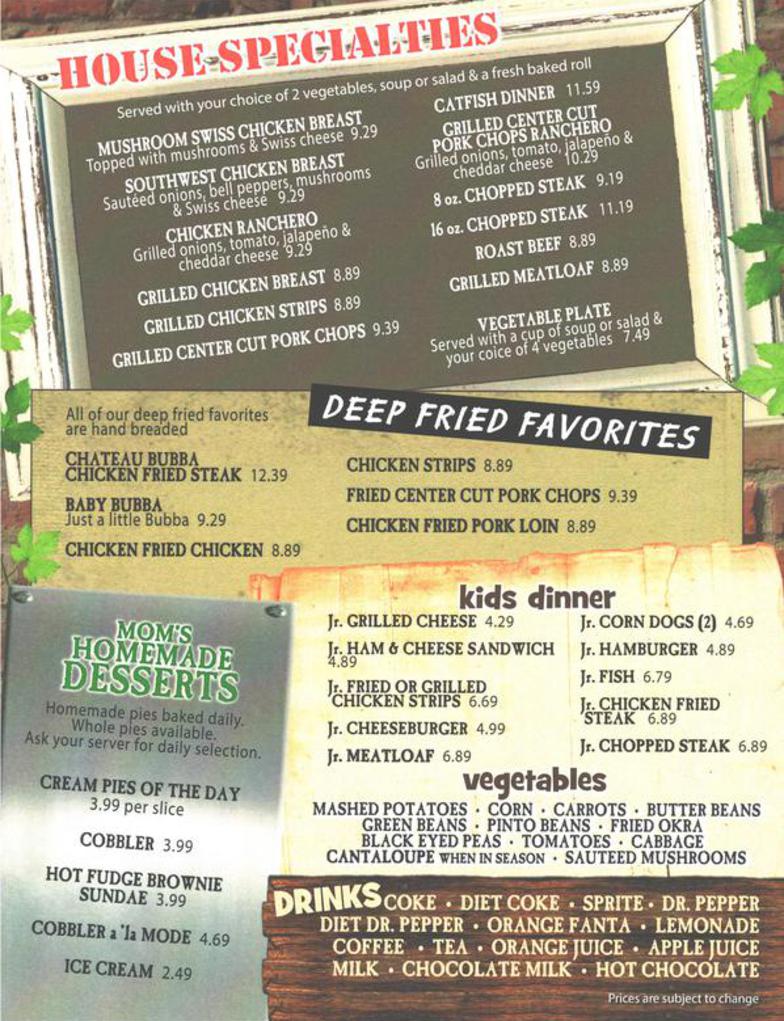 HOUSE SPECIALTIES
Served with your choice of 2 vegetables, soup or salad & a fresh baked roll
MUSHROOM SWISS CHICKEN BREAST
Topped with mushrooms & Swiss cheese 9.29
SOUTHWEST CHICKEN BREAST
Sautéed onions, bell peppers, mushrooms
& Swiss cheese 9.29
CHICKEN RANCHERO
Grilled onions, tomato, jalapeño &
cheddar cheese 9.29
GRILLED CHICKEN BREAST 8.89
GRILLED CHICKEN STRIPS 8.89
GRILLED CENTER CUT PORK CHOPS 9.39
CATFISH DINNER 11.59
GRILLED CENTER CUT
PORK CHOPS RANCHERO
Grilled onions, tomato, jalapeño &
cheddar cheese 10.29
8 oz. CHOPPED STEAK 9.19
16 oz. CHOPPED STEAK 11.19
ROAST BEEF 8.89
GRILLED MEATLOAF 8.89
VEGETABLE PLATE
Served with a cup of soup or salad &
your coice of 4 vegetables 7.49
DEEP FRIED FAVORITES
All of our deep fried favorites
are hand breaded
CHATEAU BUBBA
CHICKEN FRIED STEAK 12.39
BABY BUBBA
Just a little Bubba 9.29
CHICKEN FRIED CHICKEN 8.89
CHICKEN STRIPS 8.89
FRIED CENTER CUT PORK CHOPS 9.39
CHICKEN FRIED PORK LOIN 8.89
MOM'S
HOMEMADE
DESSERTS
Homemade pies baked daily.
Whole pies available.
Ask your server for daily selection.
CREAM PIES OF THE DAY
3.99 per slice
COBBLER 3.99
HOT FUDGE BROWNIE
SUNDAE 3.99
COBBLER a 'la MODE 4.69
ICE CREAM 2.49
kids dinner
Jr. GRILLED CHEESE 4.29
Jr. HAM & CHEESE SANDWICH
4.89
Jr. FRIED OR GRILLED
CHICKEN STRIPS 6.69
Jr. CHEESEBURGER 4.99
Jr. MEATLOAF 6.89
Jr. CORN DOGS (2) 4.69
Jr. HAMBURGER 4.89
Jr. FISH 6.79
Jr. CHICKEN FRIED
STEAK 6.89
Jr. CHOPPED STEAK 6.89
vegetables
MASHED POTATOES · CORN · CARROTS · BUTTER BEANS
GREEN BEANS · PINTO BEANS · FRIED OKRA
BLACK EYED PEAS · TOMATOES · CABBAGE
CANTALOUPE WHEN IN SEASON · SAUTEED MUSHROOMS
DRINKS COKE · DIET COKE · SPRITE · DR. PEPPER
DIET DR. PEPPER · ORANGE FANTA · LEMONADE
COFFEE · TEA · ORANGE JUICE · APPLE JUICE
MILK · CHOCOLATE MILK · HOT CHOCOLATE
Prices are subject to change